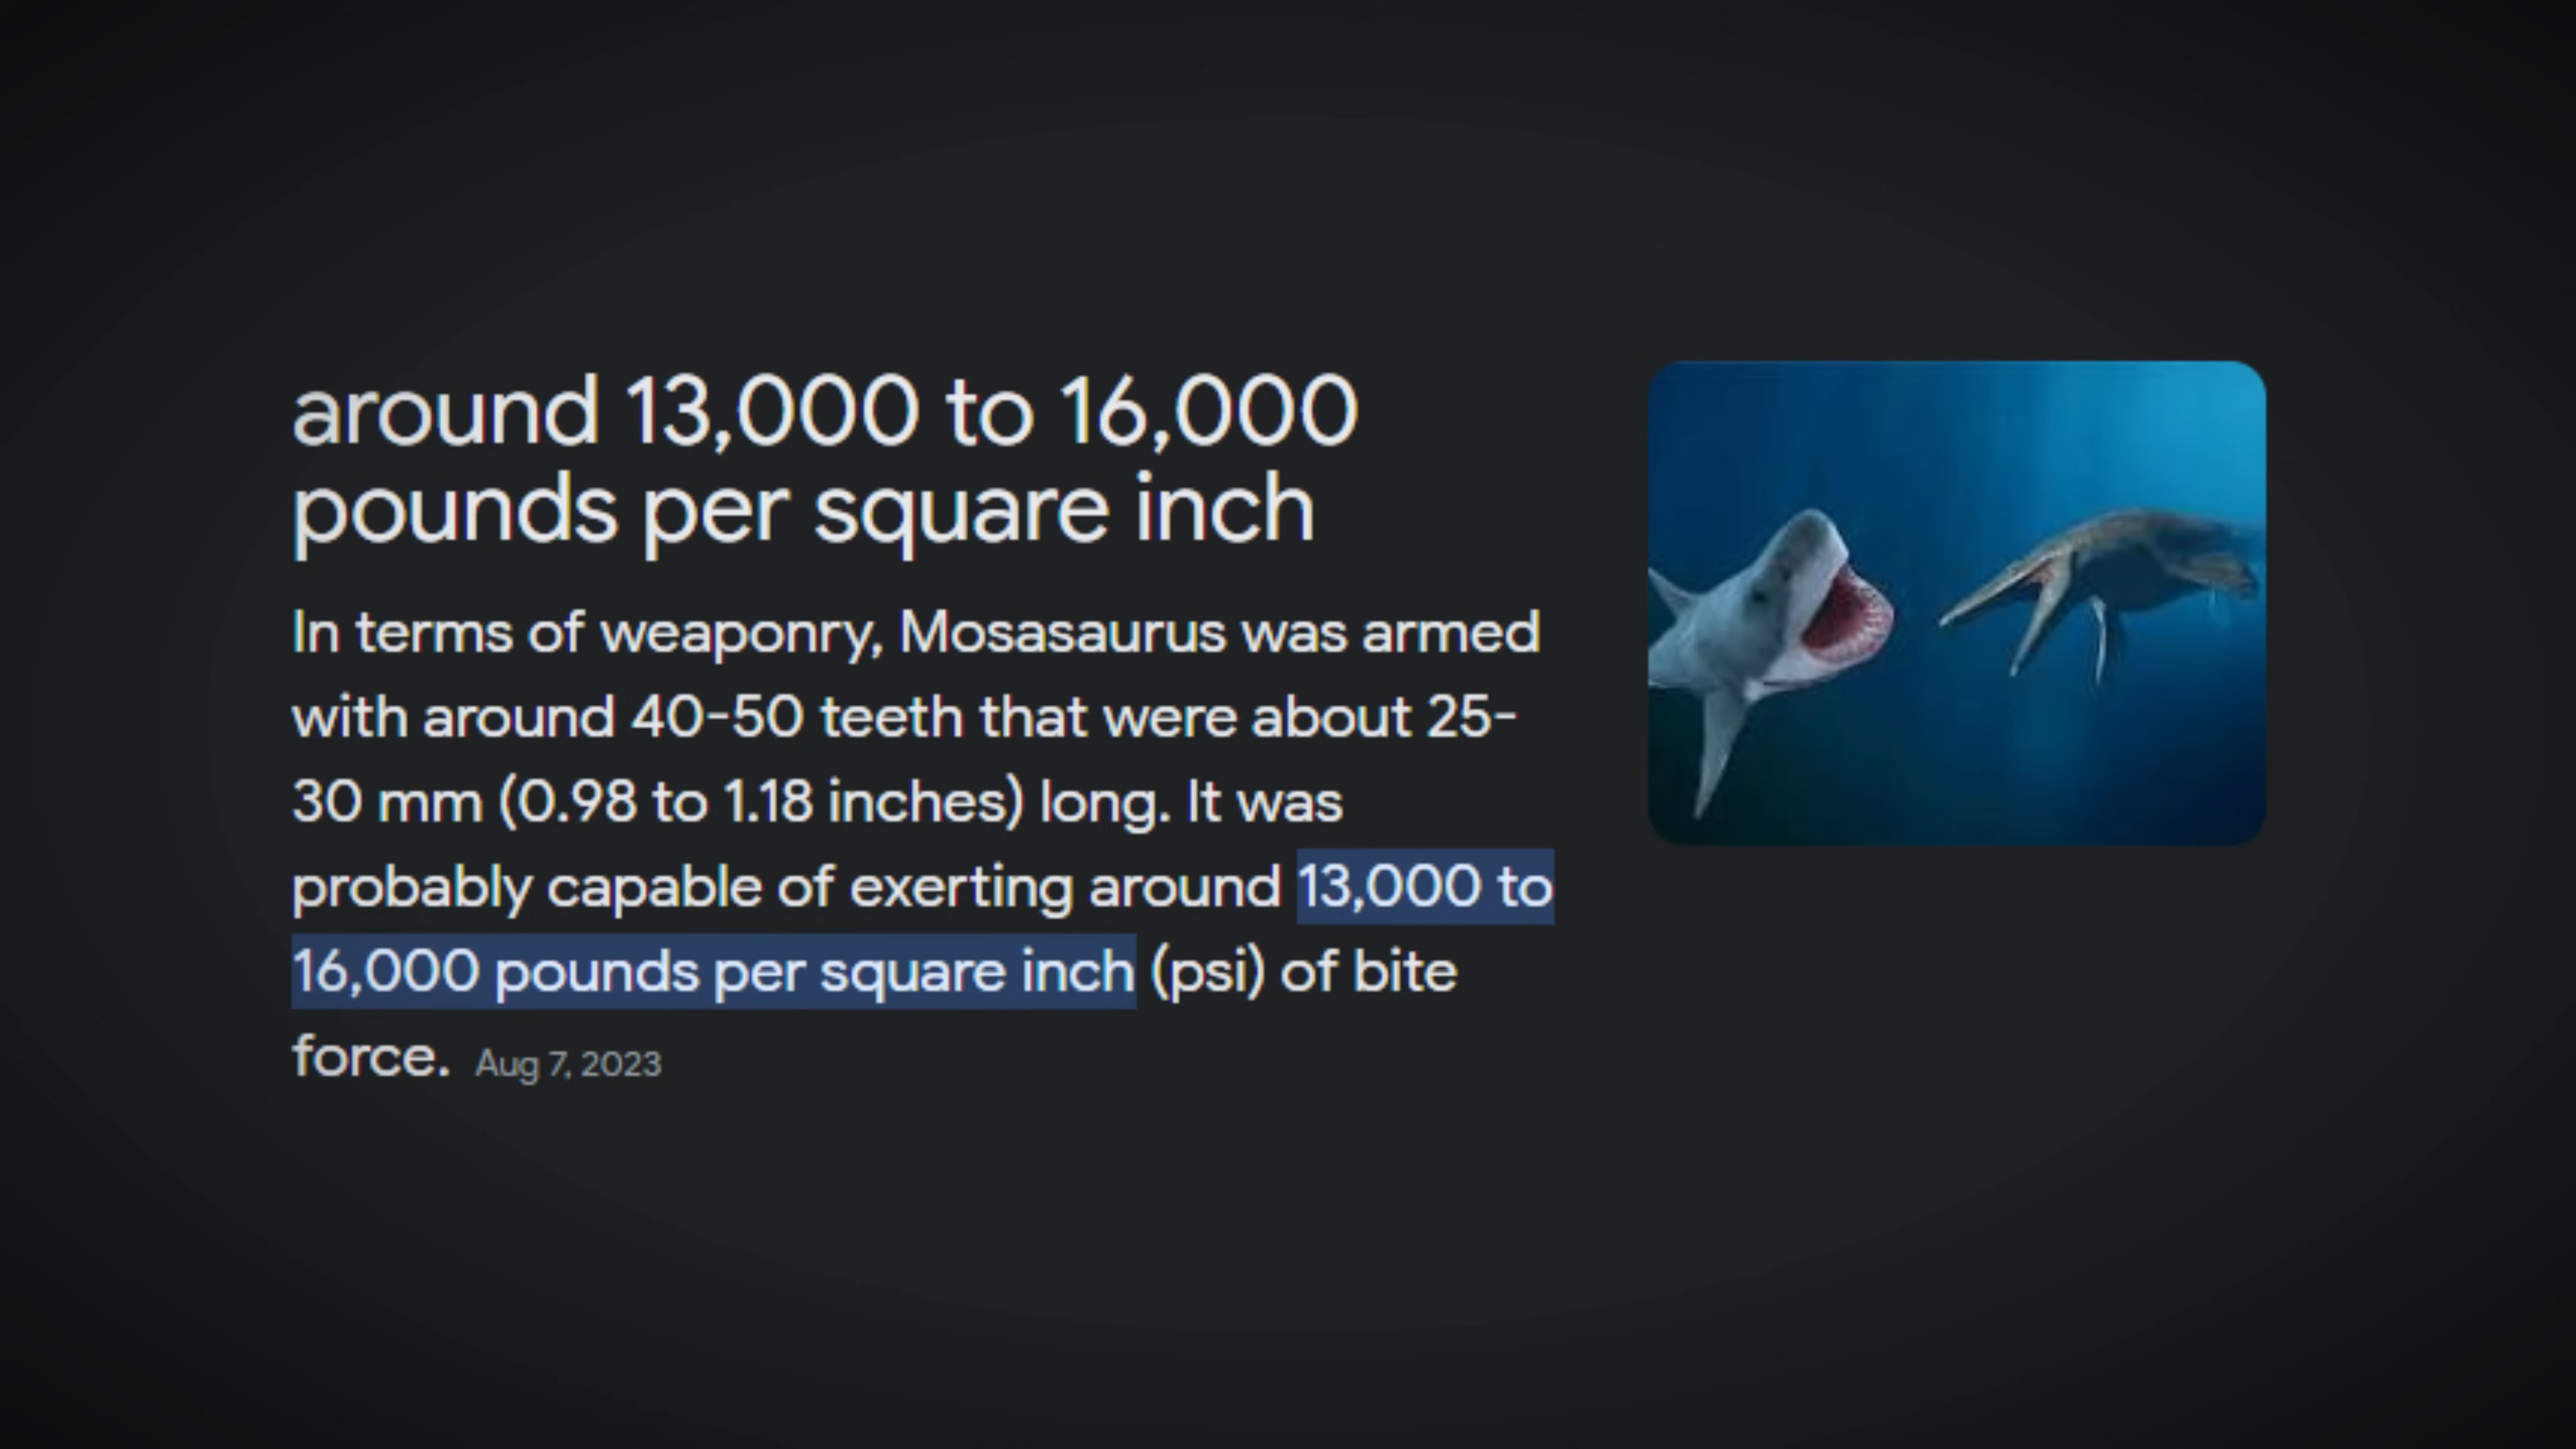 around 13,000 to 16,000
pounds per square inch
In terms of weaponry, Mosasaurus was armed
with around 40-50 teeth that were about 25-
30 mm (0.98 to 1.18 inches) long. It was
probably capable of exerting around 13,000 to
16,000 pounds per square inch (psi) of bite
force. Aug 7, 2023